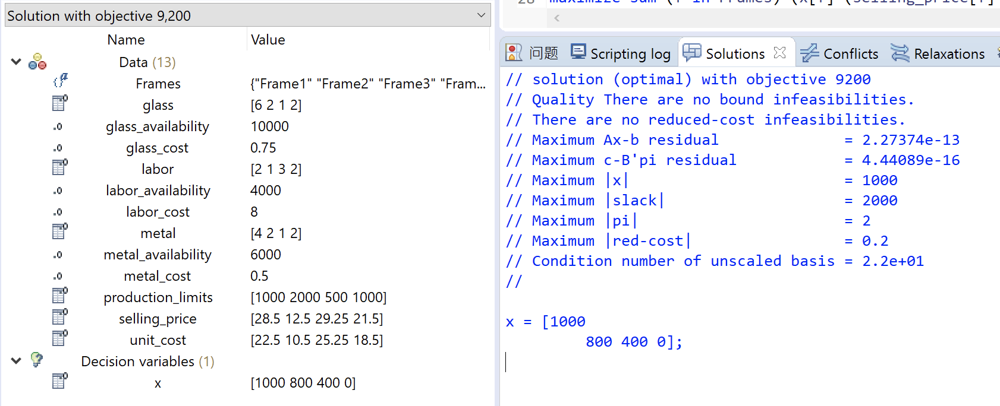 Solution with objective 9,200
Name Value
Data (13)
Frames {"Frame1" "Frame2" "Frame3" "Fram...
glass [6 2 1 2]
glass_availability 10000
glass_cost 0.75
labor [2 1 3 2]
labor_availability 4000
labor_cost 8
metal [4 2 1 2]
metal_availability 6000
metal_cost 0.5
production_limits [1000 2000 500 1000]
selling_price [28.5 12.5 29.25 21.5]
unit_cost [22.5 10.5 25.25 18.5]
Decision variables (1)
x [1000 800 400 0]
问题 Scripting log Solutions Conflicts Relaxations
// solution (optimal) with objective 9200
// Quality There are no bound infeasibilities.
// There are no reduced-cost infeasibilities.
// Maximum Ax-b residual = 2.27374e-13
// Maximum c-B'pi residual = 4.44089e-16
// Maximum |x| = 1000
// Maximum |slack| = 2000
// Maximum |pi| = 2
// Maximum |red-cost| = 0.2
// Condition number of unscaled basis = 2.2e+01
//
x = [1000
800 400 0];